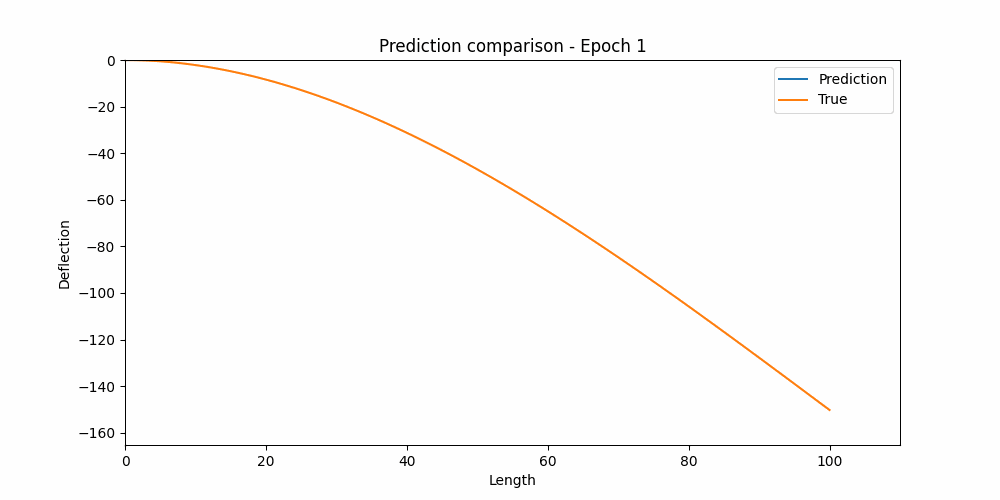 Prediction comparison - Epoch 1
Prediction
True
0
−20
−40
−60
−80
−100
−120
−140
−160
Deflection
0 20 40 60 80 100
Length